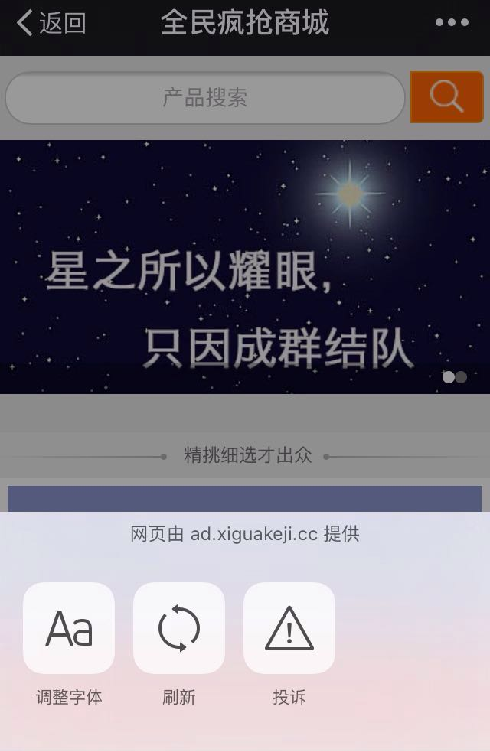 返回
全民疯抢商城
产品搜索
星之所以耀眼，
只因成群结队
精挑细选才出众
网页由 ad.xiguakeji.cc 提供
Aa
调整字体
刷新
投诉